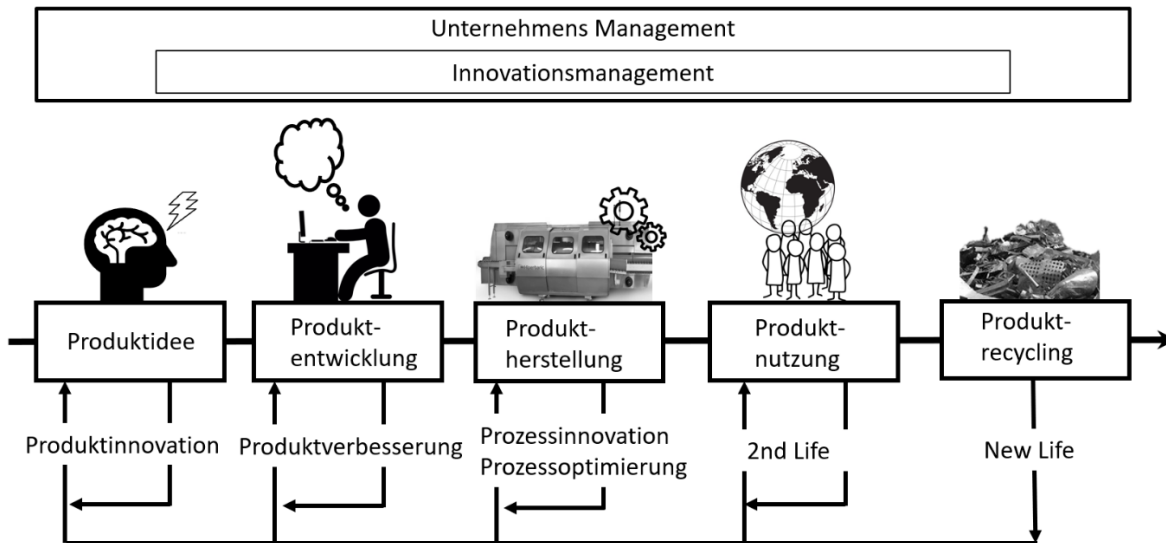 Unternehmens Management
Innovationsmanagement
Produktidee
Produkt-
entwicklung
Produkt-
herstellung
Produkt-
nutzung
Produkt-
recycling
Produktinnovation
Produktverbesserung
Prozessinnovation
Prozessoptimierung
2nd Life
New Life